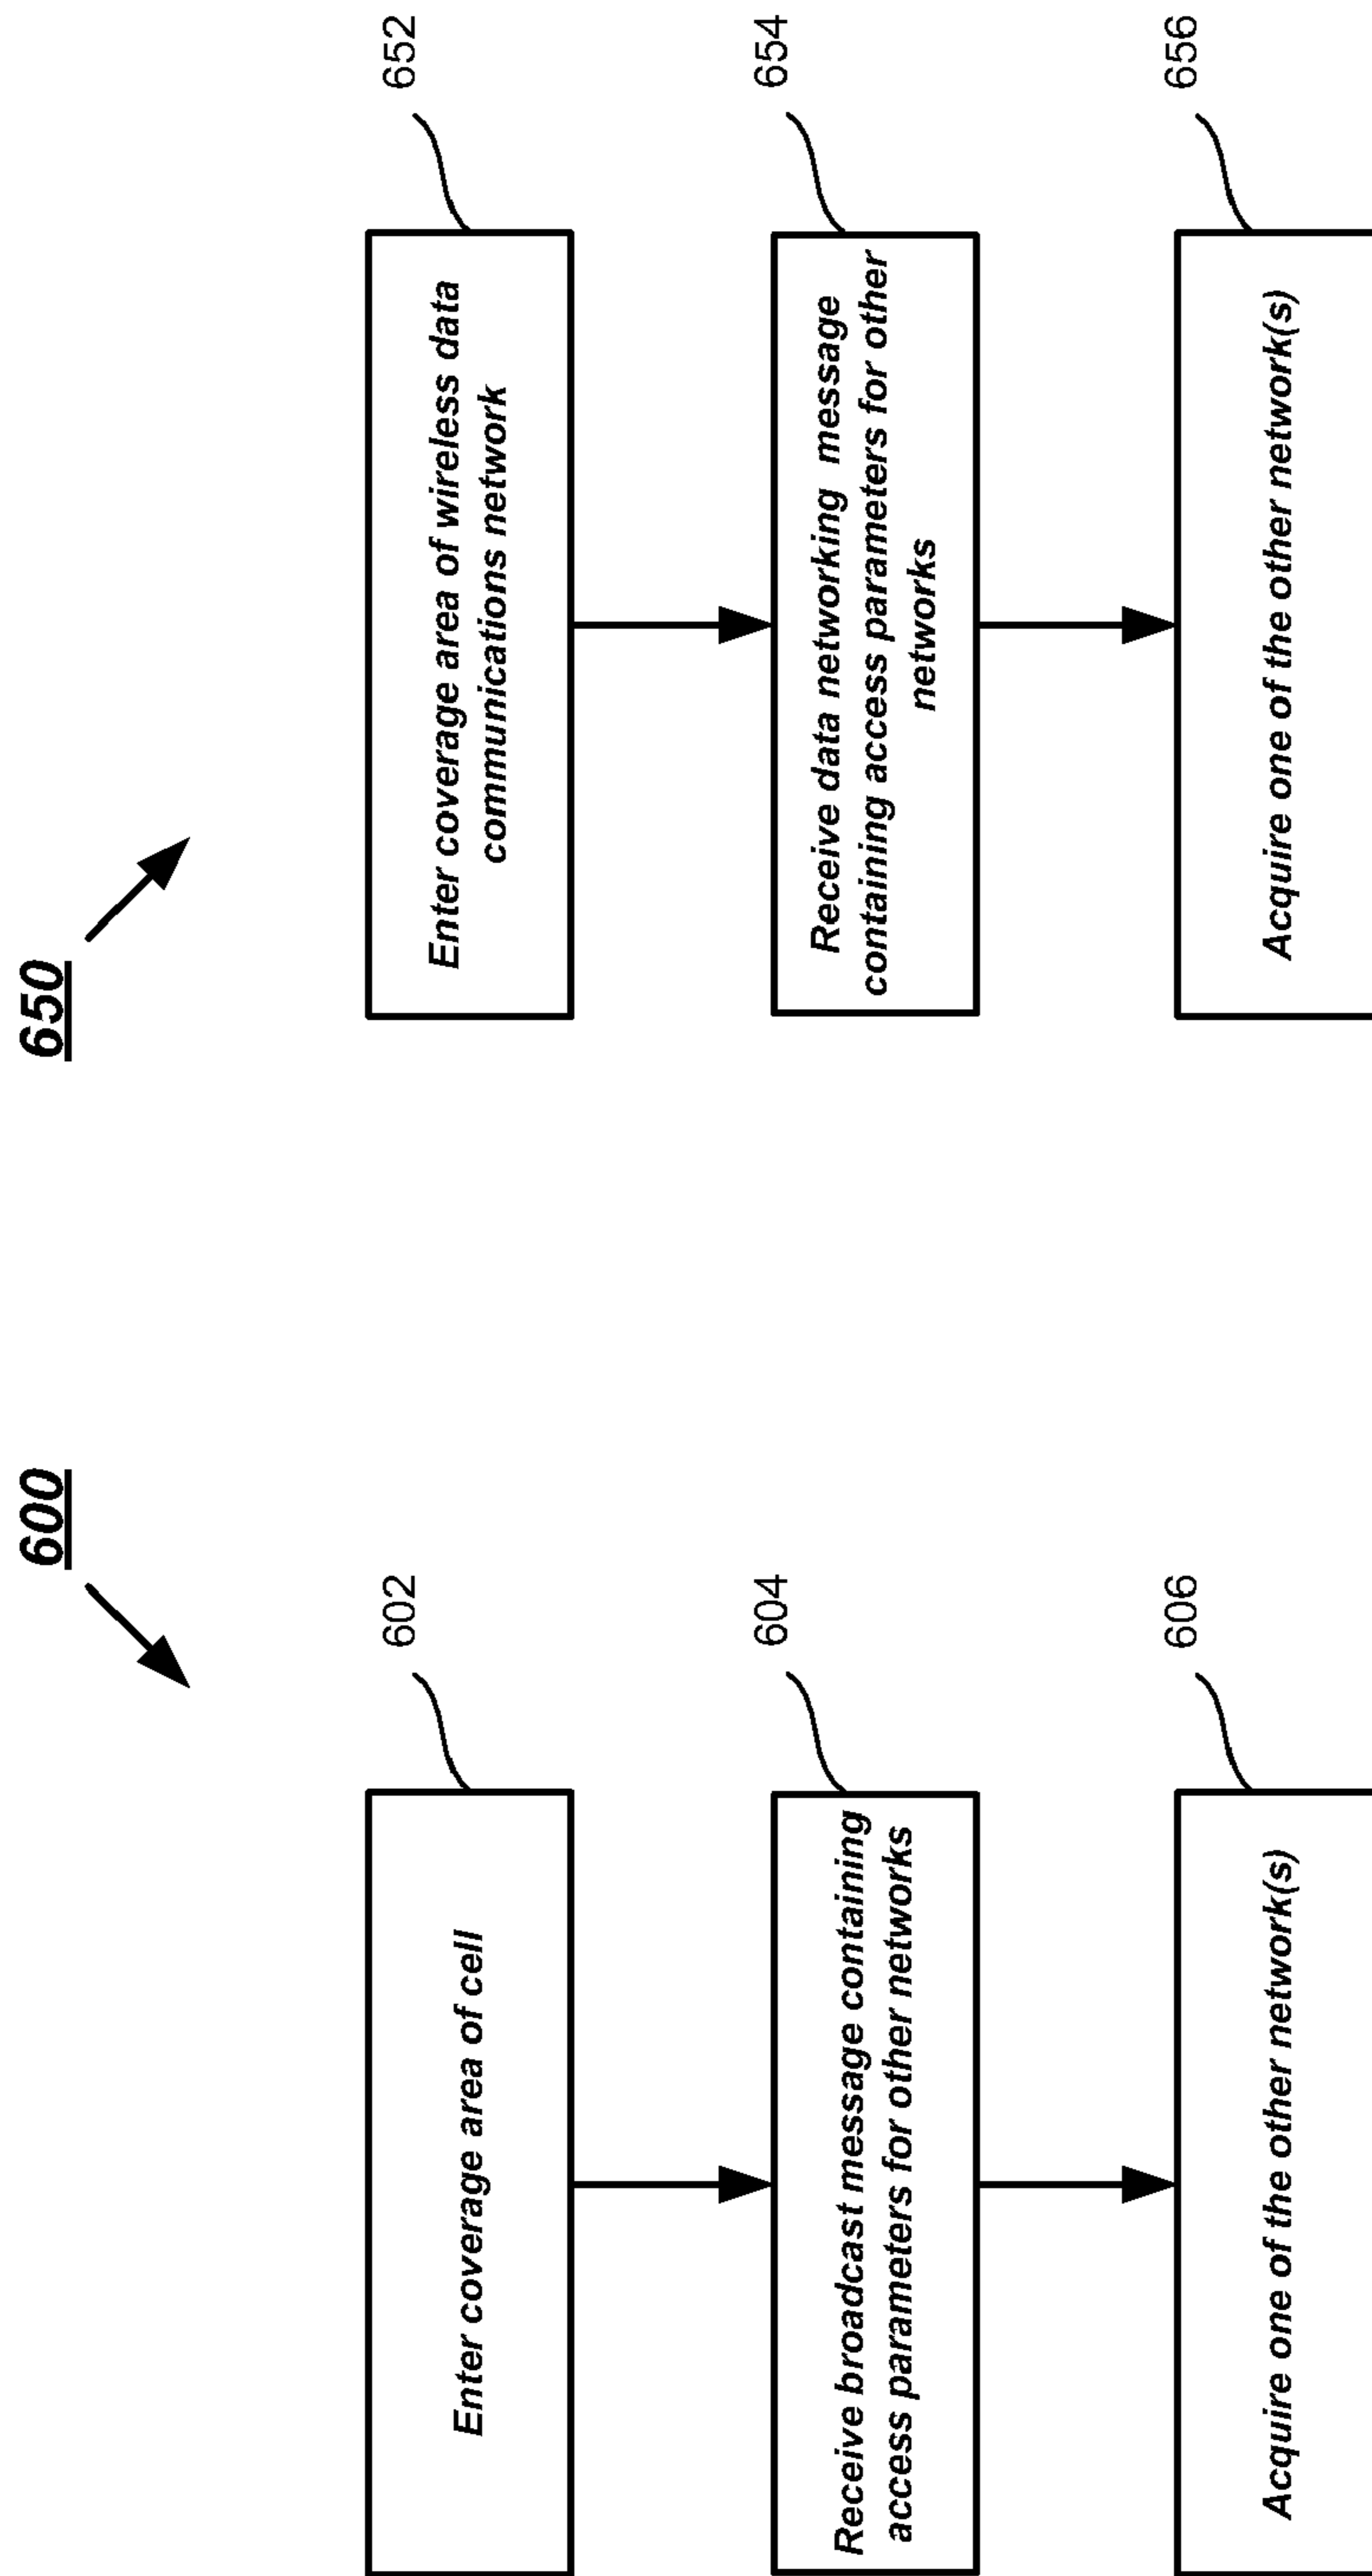 600
602
Enter coverage area of cell
604
Receive broadcast message containing
access parameters for other networks
606
Acquire one of the other network(s)
650
652
Enter coverage area of wireless data
communications network
654
Receive data networking message
containing access parameters for other
networks
656
Acquire one of the other network(s)